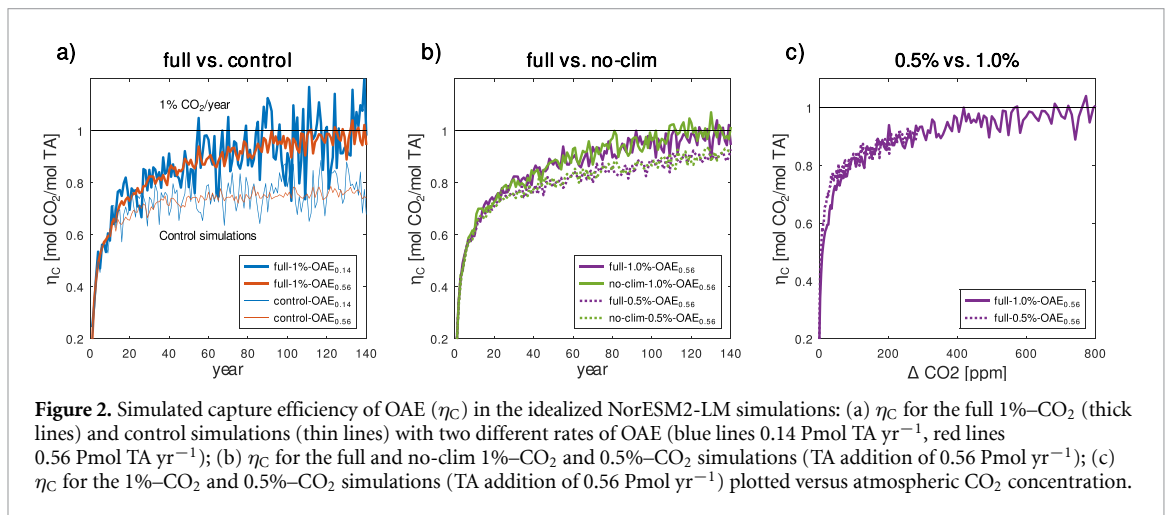 a)
full vs. control
1% CO₂/year
Control simulations
η_C [mol CO₂/mol TA]
1
0.8
0.6
0.4
0.2
0 20 40 60 80 100 120 140
year
full-1%-OAE₀.₁₄
full-1%-OAE₀.₅₆
control-OAE₀.₁₄
control-OAE₀.₅₆
b)
full vs. no-clim
η_C [mol CO₂/mol TA]
1
0.8
0.6
0.4
0.2
0 20 40 60 80 100 120 140
year
full-1.0%-OAE₀.₅₆
no-clim-1.0%-OAE₀.₅₆
full-0.5%-OAE₀.₅₆
no-clim-0.5%-OAE₀.₅₆
c)
0.5% vs. 1.0%
η_C [mol CO₂/mol TA]
1
0.8
0.6
0.4
0.2
0 200 400 600 800
Δ CO2 [ppm]
full-1.0%-OAE₀.₅₆
full-0.5%-OAE₀.₅₆
Figure 2. Simulated capture efficiency of OAE (η_C) in the idealized NorESM2-LM simulations: (a) η_C for the full 1%–CO₂ (thick
lines) and control simulations (thin lines) with two different rates of OAE (blue lines 0.14 Pmol TA yr⁻¹, red lines
0.56 Pmol TA yr⁻¹); (b) η_C for the full and no-clim 1%–CO₂ and 0.5%–CO₂ simulations (TA addition of 0.56 Pmol yr⁻¹); (c)
η_C for the 1%–CO₂ and 0.5%–CO₂ simulations (TA addition of 0.56 Pmol yr⁻¹) plotted versus atmospheric CO₂ concentration.